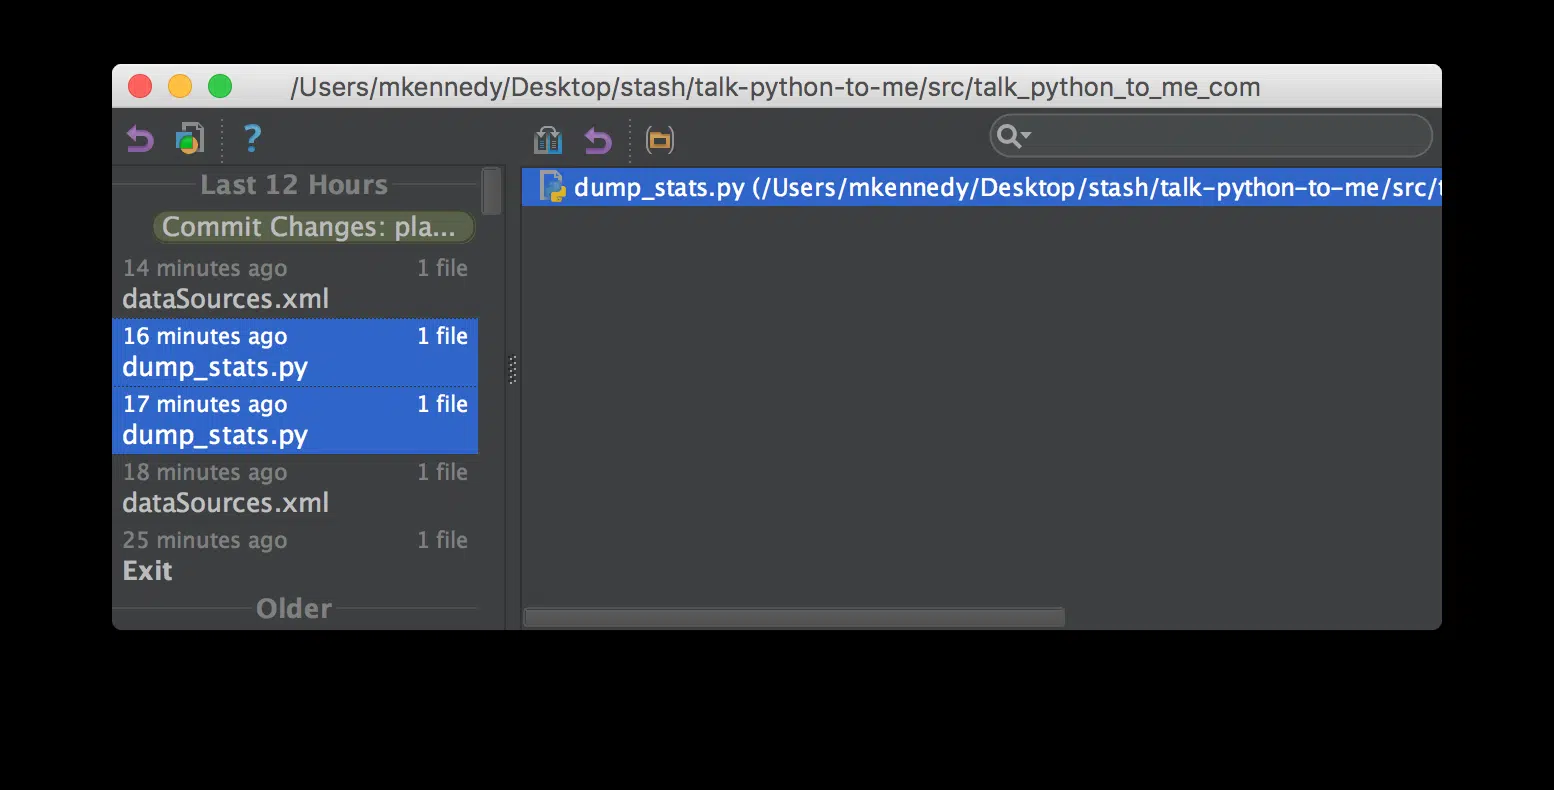 /Users/mkennedy/Desktop/stash/talk-python-to-me/src/talk_python_to_me_com
?
Last 12 Hours
Commit Changes: pla...
14 minutes ago 1 file
dataSources.xml
16 minutes ago 1 file
dump_stats.py
17 minutes ago 1 file
dump_stats.py
18 minutes ago 1 file
dataSources.xml
25 minutes ago 1 file
Exit
Older
dump_stats.py (/Users/mkennedy/Desktop/stash/talk-python-to-me/src/